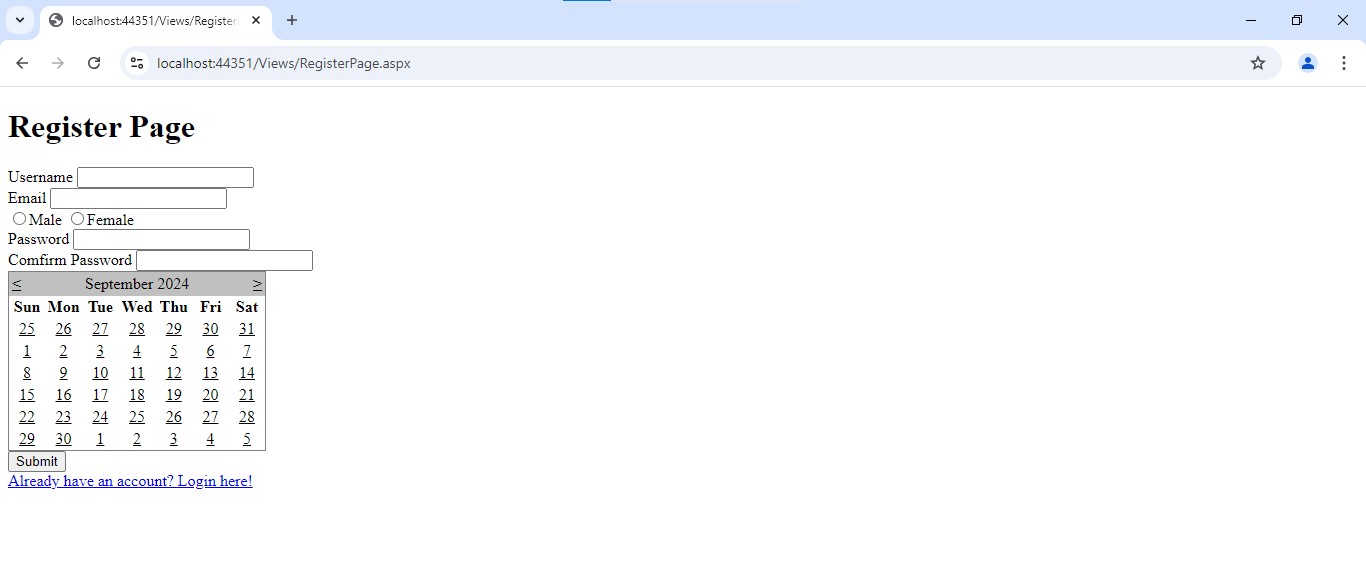 localhost:44351/Views/Register
localhost:44351/Views/RegisterPage.aspx
Register Page
Username
Email
Male Female
Password
Comfirm Password
< September 2024 >
Sun Mon Tue Wed Thu Fri Sat
25 26 27 28 29 30 31
1 2 3 4 5 6 7
8 9 10 11 12 13 14
15 16 17 18 19 20 21
22 23 24 25 26 27 28
29 30 1 2 3 4 5
Submit
Already have an account? Login here!